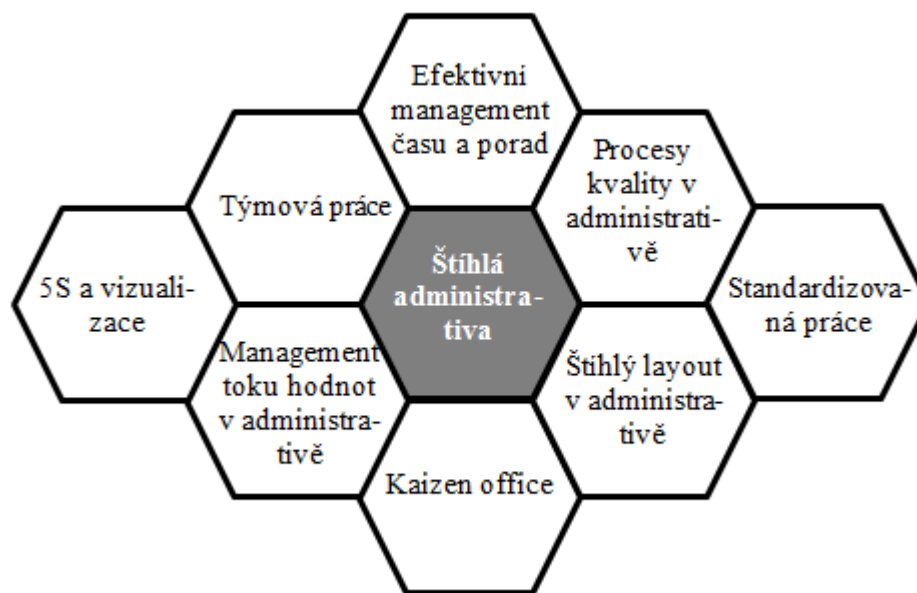 Efektivní
management
času a porad
Týmová práce
Procesy
kvality v
administrati-
vě
5S a vizuali-
zace
Štíhlá
administra-
tiva
Standardizova-
ná práce
Management
toku hodnot
v administra-
tivě
Štihlý layout
v administra-
tivě
Kaizen office